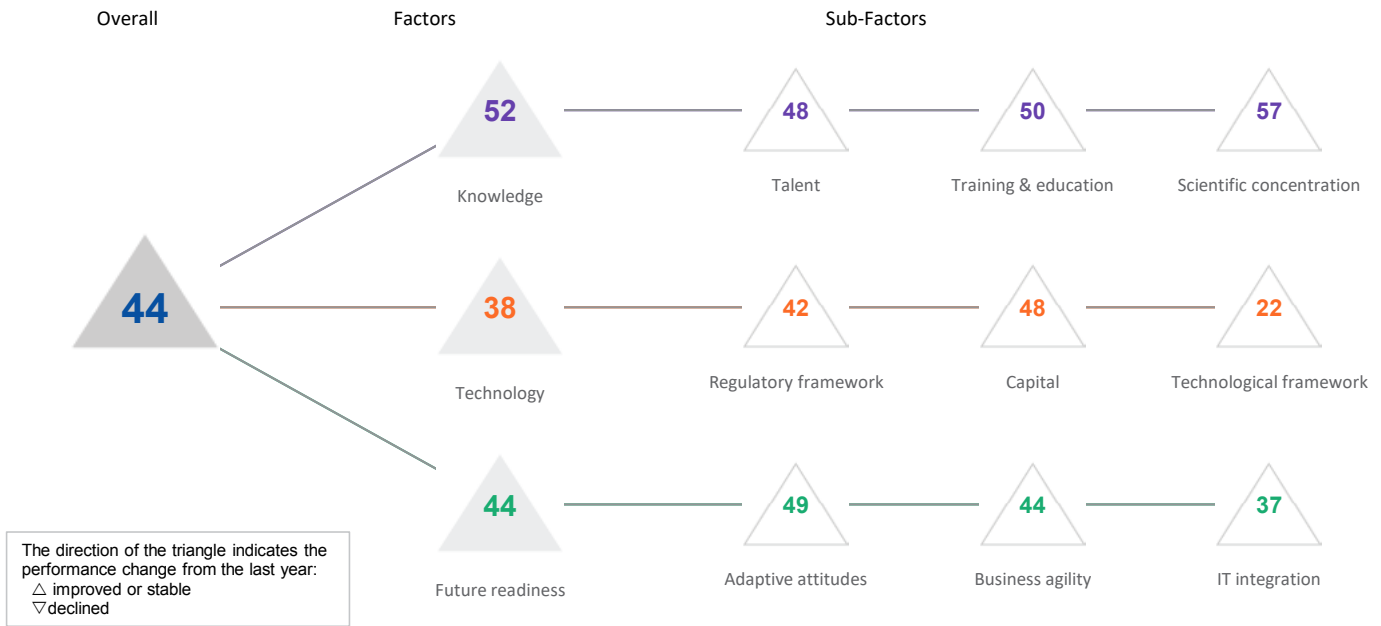 Overall Factors Sub-Factors
52 48 50 57
Knowledge Talent Training & education Scientific concentration
44 38 42 48 22
Technology Regulatory framework Capital Technological framework
44 49 44 37
Future readiness Adaptive attitudes Business agility IT integration
The direction of the triangle indicates the
performance change from the last year:
△ improved or stable
▽declined